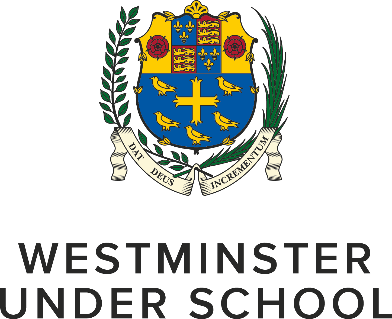 DAT DEUS INCREMENTUM
WESTMINSTER
UNDER SCHOOL